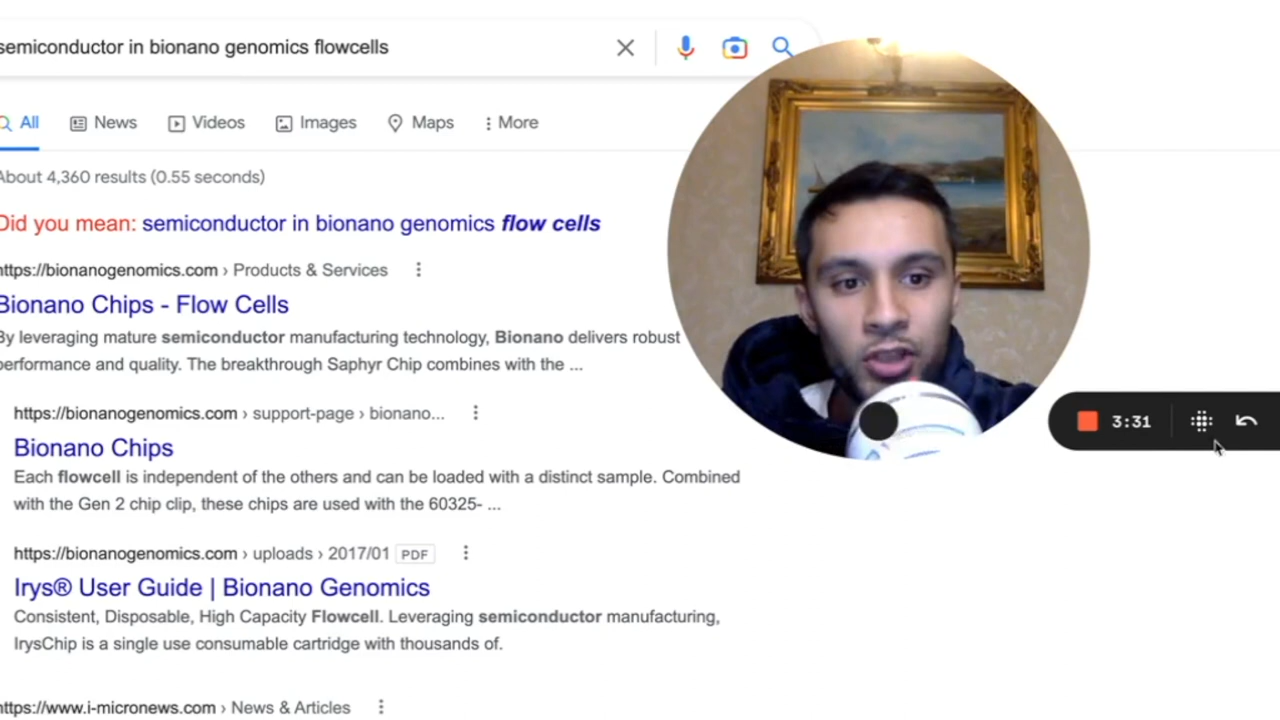 semiconductor in bionano genomics flowcells
All News Videos Images Maps More
About 4,360 results (0.55 seconds)
Did you mean: semiconductor in bionano genomics flow cells
https://bionanogenomics.com › Products & Services
Bionano Chips - Flow Cells
By leveraging mature semiconductor manufacturing technology, Bionano delivers robust
performance and quality. The breakthrough Saphyr Chip combines with the ...
https://bionanogenomics.com › support-page › bionano...
Bionano Chips
Each flowcell is independent of the others and can be loaded with a distinct sample. Combined
with the Gen 2 chip clip, these chips are used with the 60325- ...
3:31
https://bionanogenomics.com › uploads › 2017/01 PDF
Irys® User Guide | Bionano Genomics
Consistent, Disposable, High Capacity Flowcell. Leveraging semiconductor manufacturing,
IrysChip is a single use consumable cartridge with thousands of.
https://www.i-micronews.com › News & Articles